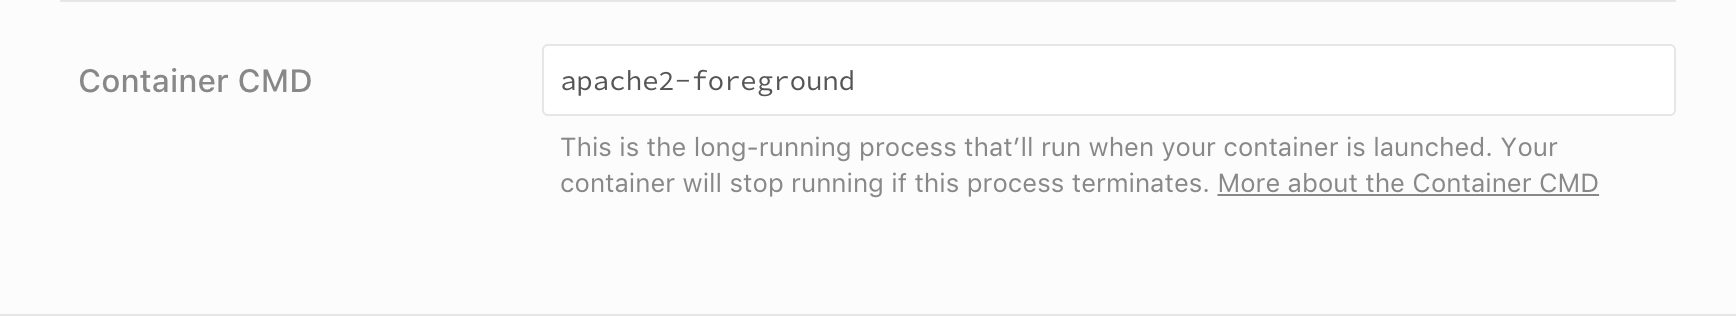 Container CMD
apache2-foreground
This is the long-running process that’ll run when your container is launched. Your
container will stop running if this process terminates. More about the Container CMD